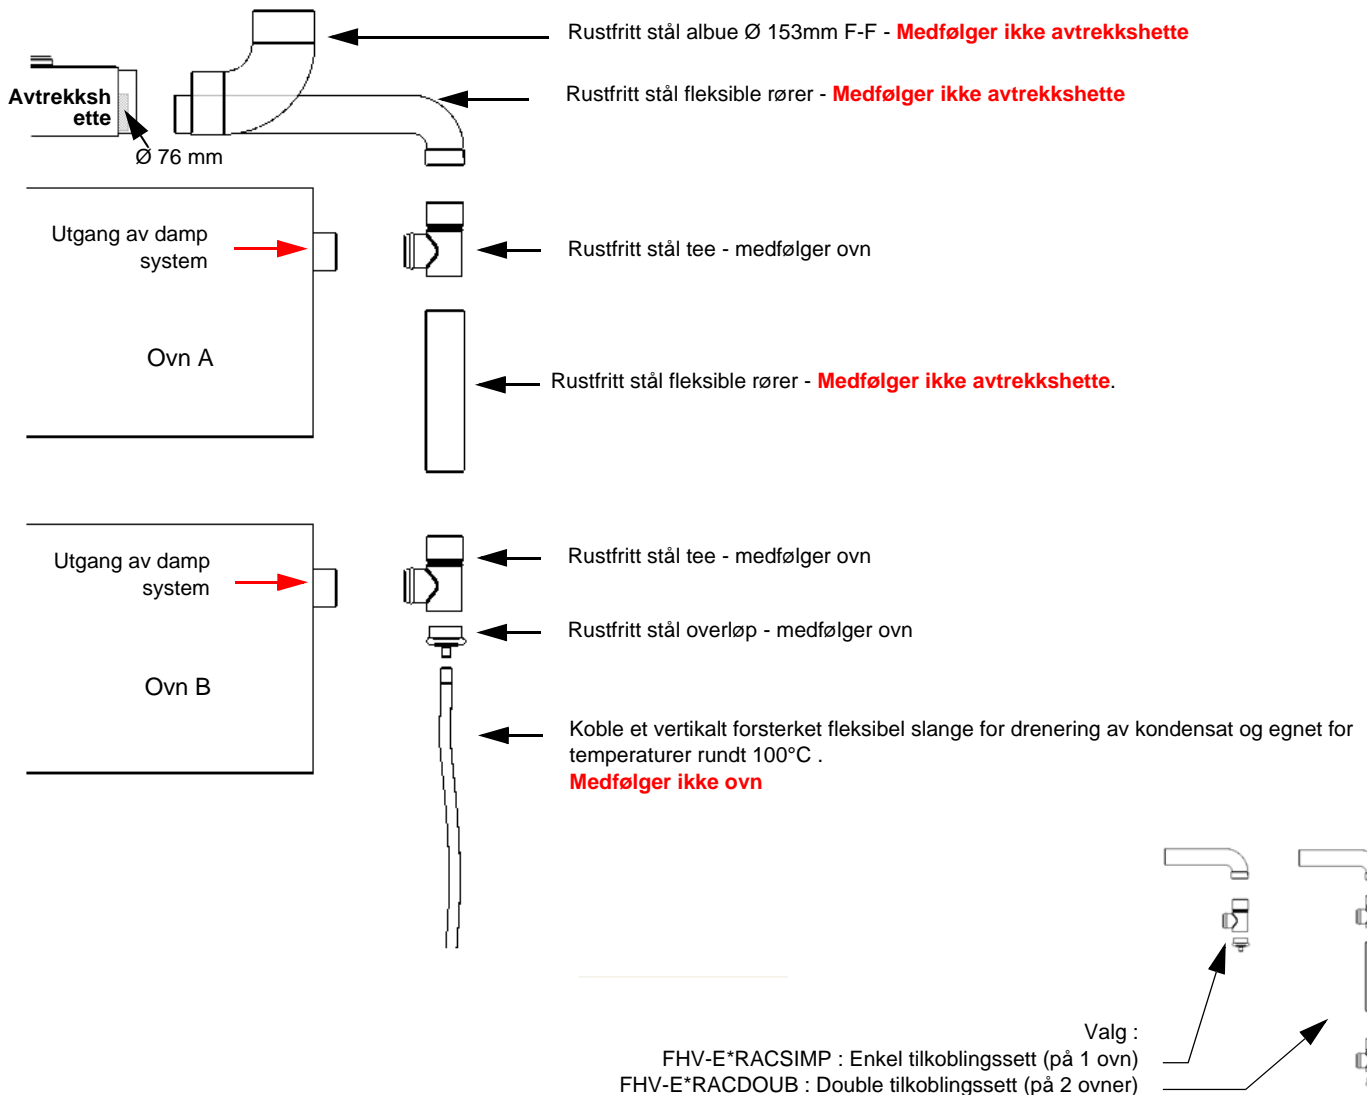 Rustfritt stål albue Ø 153mm F-F - Medfølger ikke avtrekkshette
Rustfritt stål fleksible rører - Medfølger ikke avtrekkshette
Avtrekksh
ette
Ø 76 mm
Utgang av damp
system
Rustfritt stål tee - medfølger ovn
Ovn A
Rustfritt stål fleksible rører - Medfølger ikke avtrekkshette.
Utgang av damp
system
Rustfritt stål tee - medfølger ovn
Rustfritt stål overløp - medfølger ovn
Ovn B
Koble et vertikalt forsterket fleksibel slange for drenering av kondensat og egnet for
temperaturer rundt 100°C .
Medfølger ikke ovn
Valg :
FHV-E*RACSIMP : Enkel tilkoblingssett (på 1 ovn)
FHV-E*RACDOUB : Double tilkoblingssett (på 2 ovner)